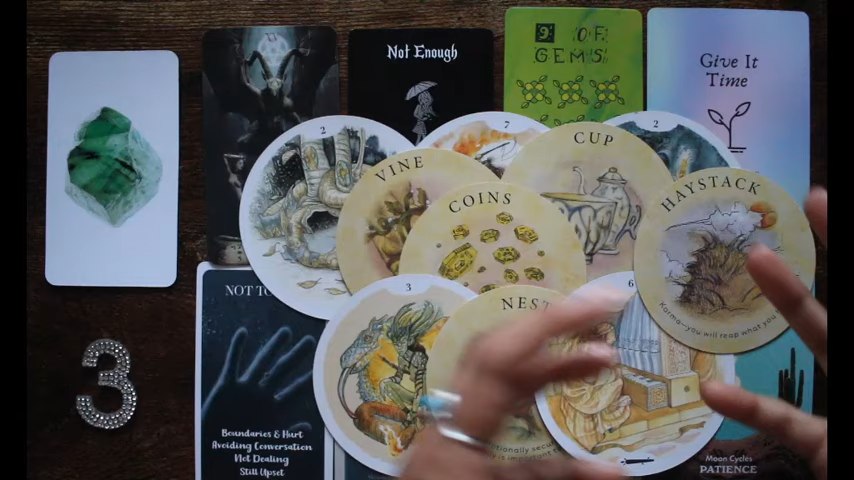 Not Enough
9 OF
GEMS
Give It
Time
2
7
2
VINE
CUP
COINS
HAYSTACK
Karma—you will reap what you
NOT TO
3
NEST
6
3
Boundaries & Hurt
Avoiding Conversation
Not Dealing
Still Upset
Moon Cycles
PATIENCE